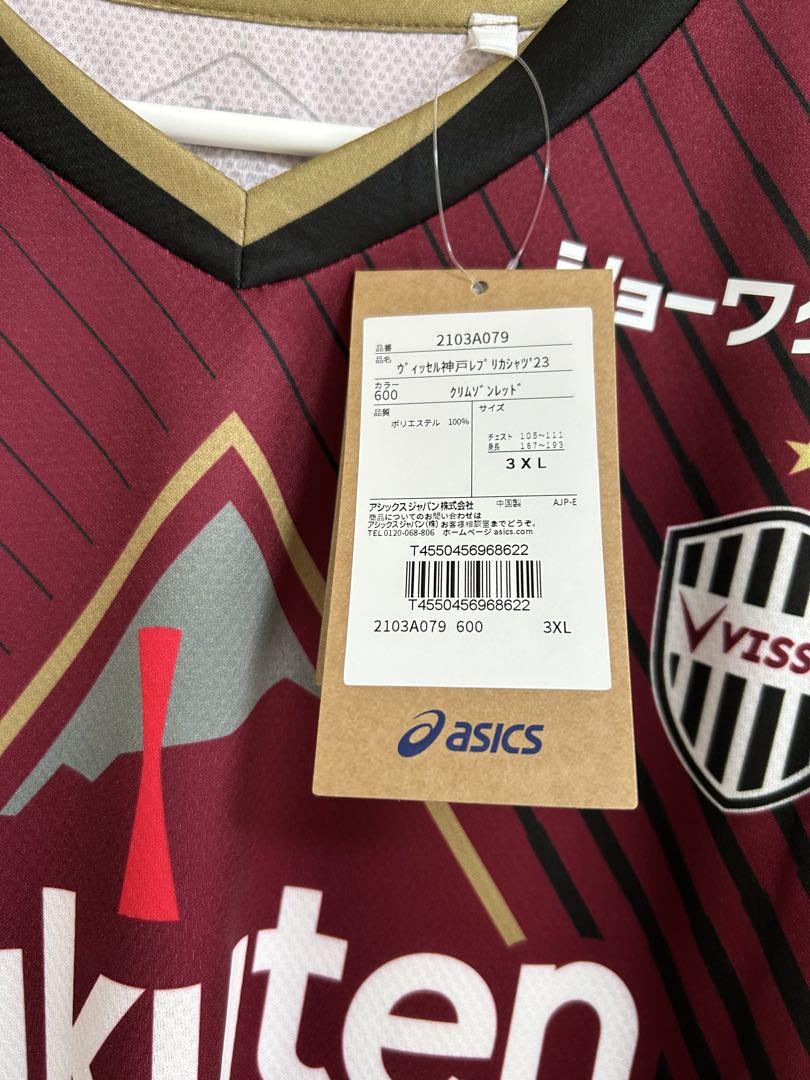 ショーワグ
品番 2103A079
品名 ヴィッセル神戸レプリカシャツ'23
カラー
600 クリムゾンレッド
品質 サイズ
ポリエステル 100%
チェスト 105~111
身長 187~193
3XL
アシックスジャパン株式会社 中国製 AJP-E
商品についてのお問い合わせは
アシックスジャパン(株)お客様相談室までどうぞ。
TEL 0120-068-806 ホームページ asics.com
T4550456968622
T4550456968622
2103A079 600 3XL
asics
VISS
kuten